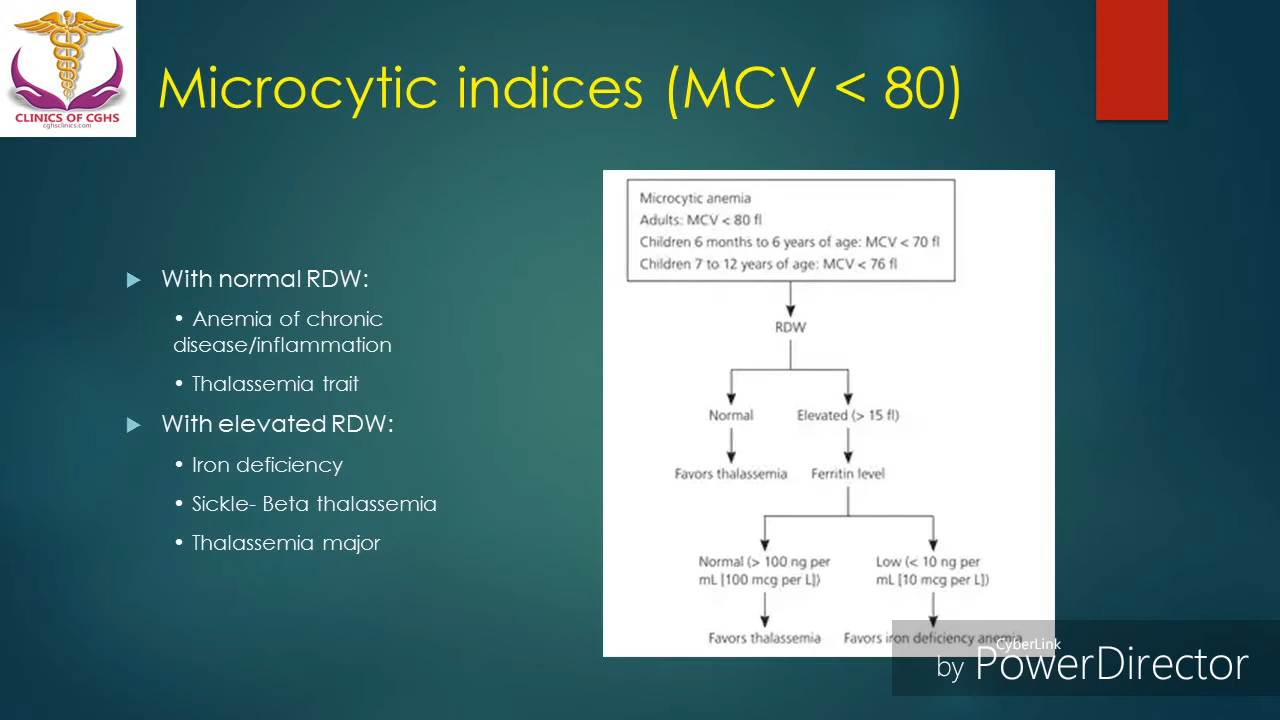 CLINICS OF CGHS
cghsclinics.com
Microcytic indices (MCV < 80)
With normal RDW:
• Anemia of chronic
disease/inflammation
• Thalassemia trait
With elevated RDW:
• Iron deficiency
• Sickle- Beta thalassemia
• Thalassemia major
Microcytic anemia
Adults: MCV < 80 fl
Children 6 months to 6 years of age: MCV < 70 fl
Children 7 to 12 years of age: MCV < 76 fl
RDW
Normal
Elevated (> 15 fl)
Favors thalassemia
Ferritin level
Normal (> 100 ng per
mL [100 mcg per L])
Low (< 10 ng per
mL [10 mcg per L])
Favors thalassemia
Favors iron deficiency anemia
CyberLink
by PowerDirector